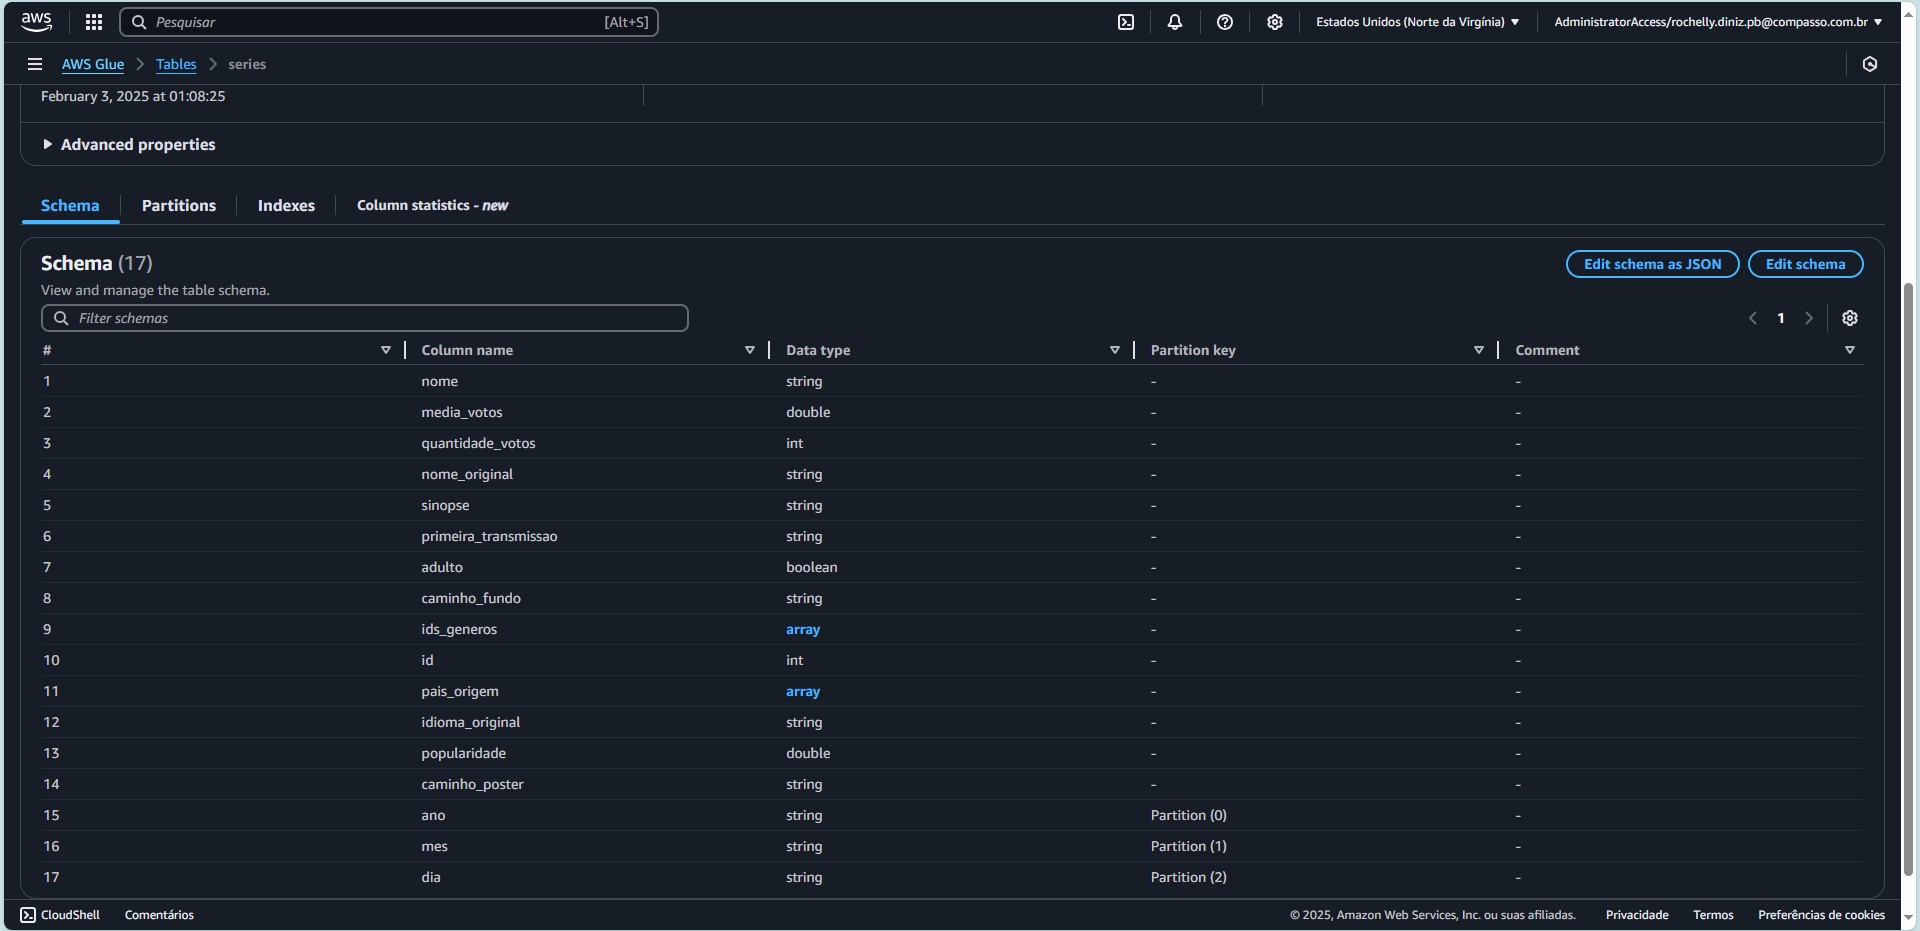 aws Pesquisar [Alt+S] Estados Unidos (Norte da Virgínia) AdministratorAccess/rochelly.diniz.pb@compasso.com.br
AWS Glue Tables series
February 3, 2025 at 01:08:25
Advanced properties
Schema Partitions Indexes Column statistics - new
Schema (17) Edit schema as JSON Edit schema
View and manage the table schema.
Filter schemas 1
# Column name Data type Partition key Comment
1 nome string - -
2 media_votos double - -
3 quantidade_votos int - -
4 nome_original string - -
5 sinopse string - -
6 primeira_transmissao string - -
7 adulto boolean - -
8 caminho_fundo string - -
9 ids_generos array - -
10 id int - -
11 pais_origem array - -
12 idioma_original string - -
13 popularidade double - -
14 caminho_poster string - -
15 ano string Partition (0) -
16 mes string Partition (1) -
17 dia string Partition (2) -
CloudShell Comentários © 2025, Amazon Web Services, Inc. ou suas afiliadas. Privacidade Termos Preferências de cookies